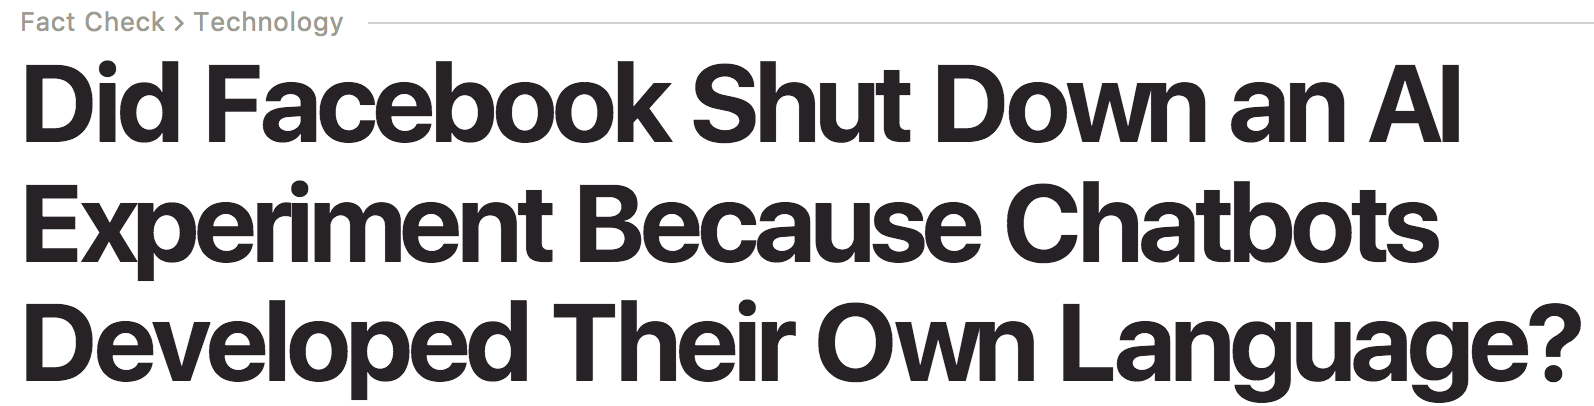 Fact Check > Technology
Did Facebook Shut Down an AI
Experiment Because Chatbots
Developed Their Own Language?